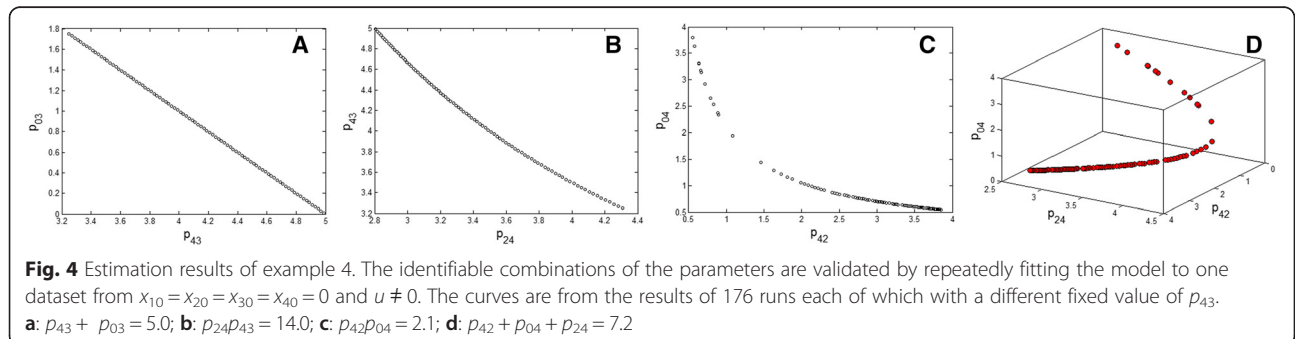 A
B
C
D
1.8
1.6
1.4
1.2
1
0.8
0.6
0.4
0.2
0
p03
3.2 3.4 3.6 3.8 4 4.2 4.4 4.6 4.8 5
p43
5
4.8
4.6
4.4
4.2
4
3.8
3.6
3.4
3.2
p43
2.8 3 3.2 3.4 3.6 3.8 4 4.2 4.4
p24
4
3.5
3
2.5
2
1.5
1
0.5
p04
0.5 1 1.5 2 2.5 3 3.5 4
p42
4
3
2
1
0
p04
2.5 3 3.5 4 4.5
p24
4 3 2 1 0
p42
Fig. 4 Estimation results of example 4. The identifiable combinations of the parameters are validated by repeatedly fitting the model to one
dataset from x10 = x20 = x30 = x40 = 0 and u ≠ 0. The curves are from the results of 176 runs each of which with a different fixed value of p43.
a: p43 + p03 = 5.0; b: p24p43 = 14.0; c: p42p04 = 2.1; d: p42 + p04 + p24 = 7.2